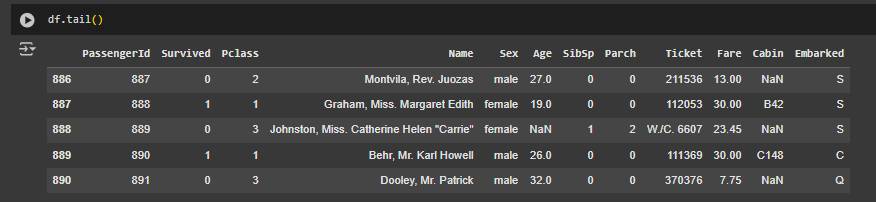 df.tail()
PassengerId Survived Pclass Name Sex Age SibSp Parch Ticket Fare Cabin Embarked
886 887 0 2 Montvila, Rev. Juozas male 27.0 0 0 211536 13.00 NaN S
887 888 1 1 Graham, Miss. Margaret Edith female 19.0 0 0 112053 30.00 B42 S
888 889 0 3 Johnston, Miss. Catherine Helen "Carrie" female NaN 1 2 W./C. 6607 23.45 NaN S
889 890 1 1 Behr, Mr. Karl Howell male 26.0 0 0 111369 30.00 C148 C
890 891 0 3 Dooley, Mr. Patrick male 32.0 0 0 370376 7.75 NaN Q